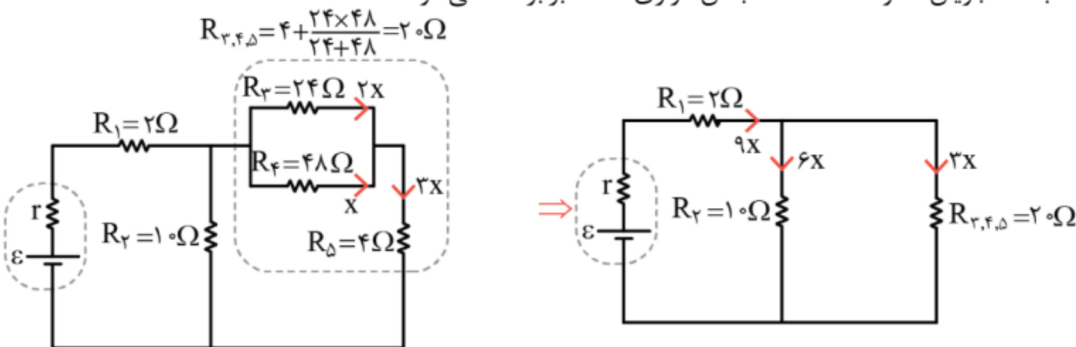 R۳,۴,۵=۴+۲۴×۴۸/۲۴+۴۸=۲۰Ω
R۳=۲۴Ω ۲x
R۱=۲Ω
R۴=۴۸Ω
x
۳x
r
ε
R۲=۱۰Ω
R۵=۴Ω
⇒
R۱=۲Ω
۹x
۶x
۳x
r
ε
R۲=۱۰Ω
R۳,۴,۵=۲۰Ω